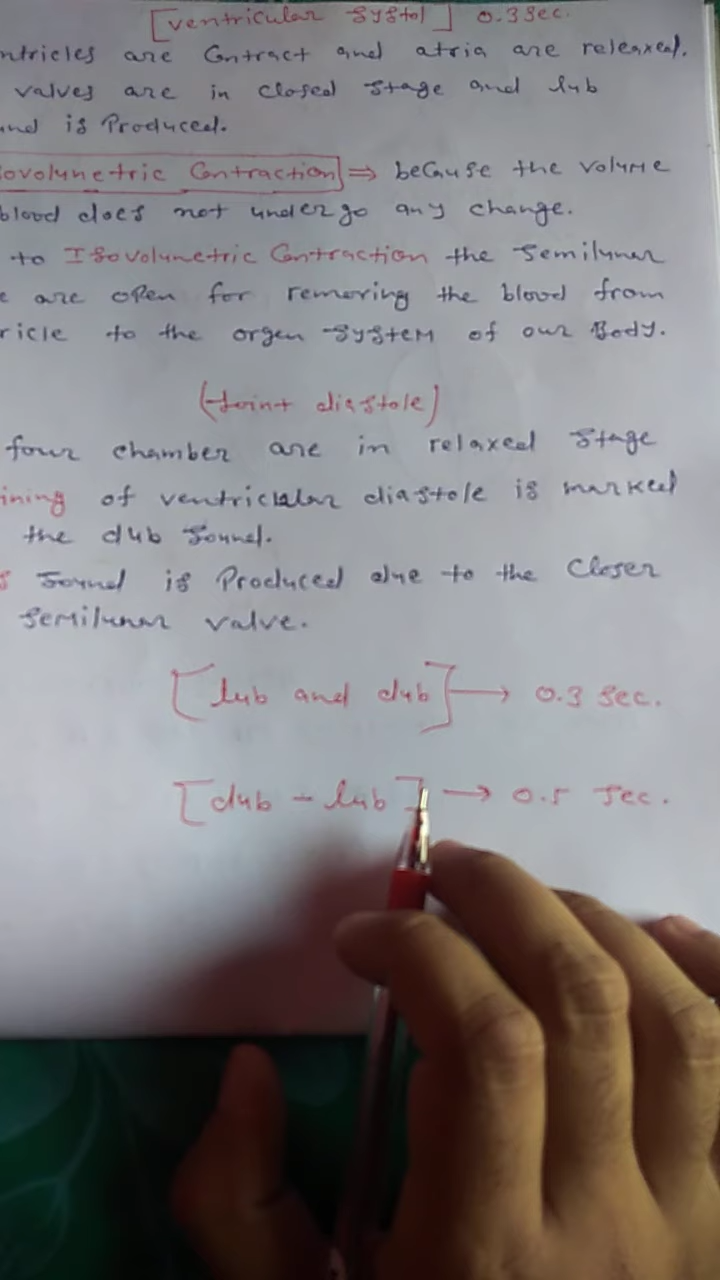 [ventricular systol] 0.3 sec.
ntricles are Contract and atria are releaxed.
valves are in closed stage and lub
und is Produced.
ovolumetric Contraction ⇒ because the volume
blood does not undergo any change.
to Isovolumetric Contraction the semilunar
e are open for removing the blood from
ricle to the orgen system of our Body.
(Joint diastole)
four chamber are in relaxed stage
ining of ventricular diastole is marked
the dub sound.
s sound is Produced due to the closer
semilunar valve.
[lub and dub] → 0.3 sec.
[dub - lub] → 0.5 sec.